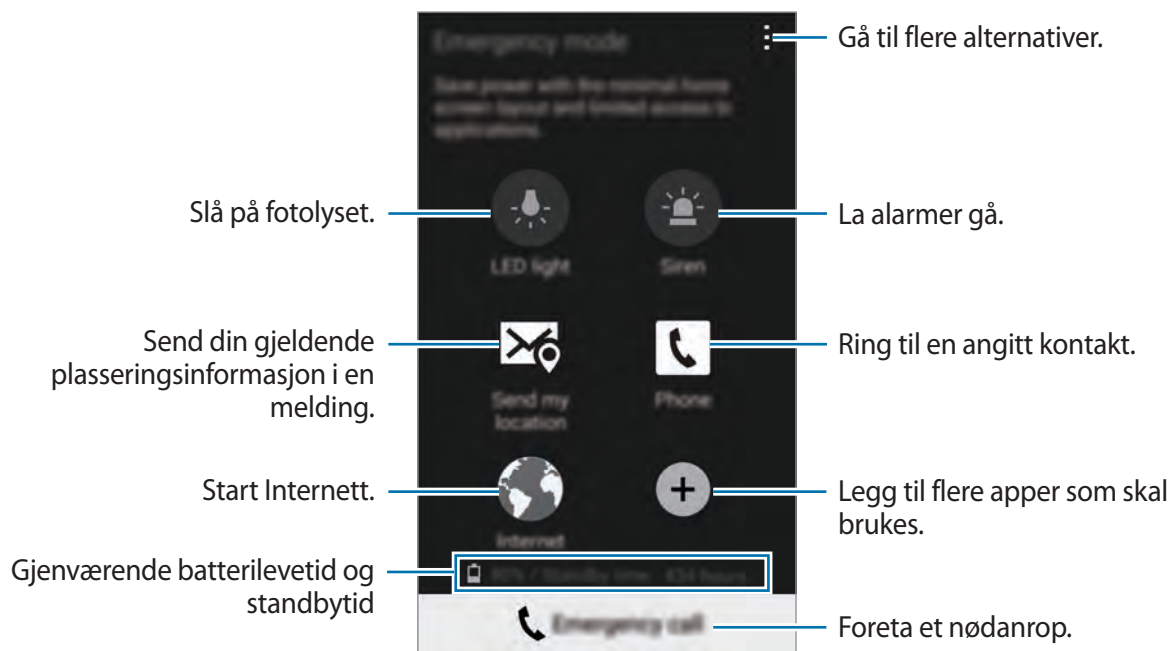 Emergency mode
Gå til flere alternativer.
Save power with the minimal home
screen layout and limited access to
applications.
Slå på fotolyset.
La alarmer gå.
LED light
Siren
Send din gjeldende
plasseringsinformasjon i en
melding.
Ring til en angitt kontakt.
Send my
location
Phone
Start Internett.
Legg til flere apper som skal
brukes.
Internet
Gjenværende batterilevetid og
standbytid
/ Standby time
hours
Emergency call
Foreta et nødanrop.